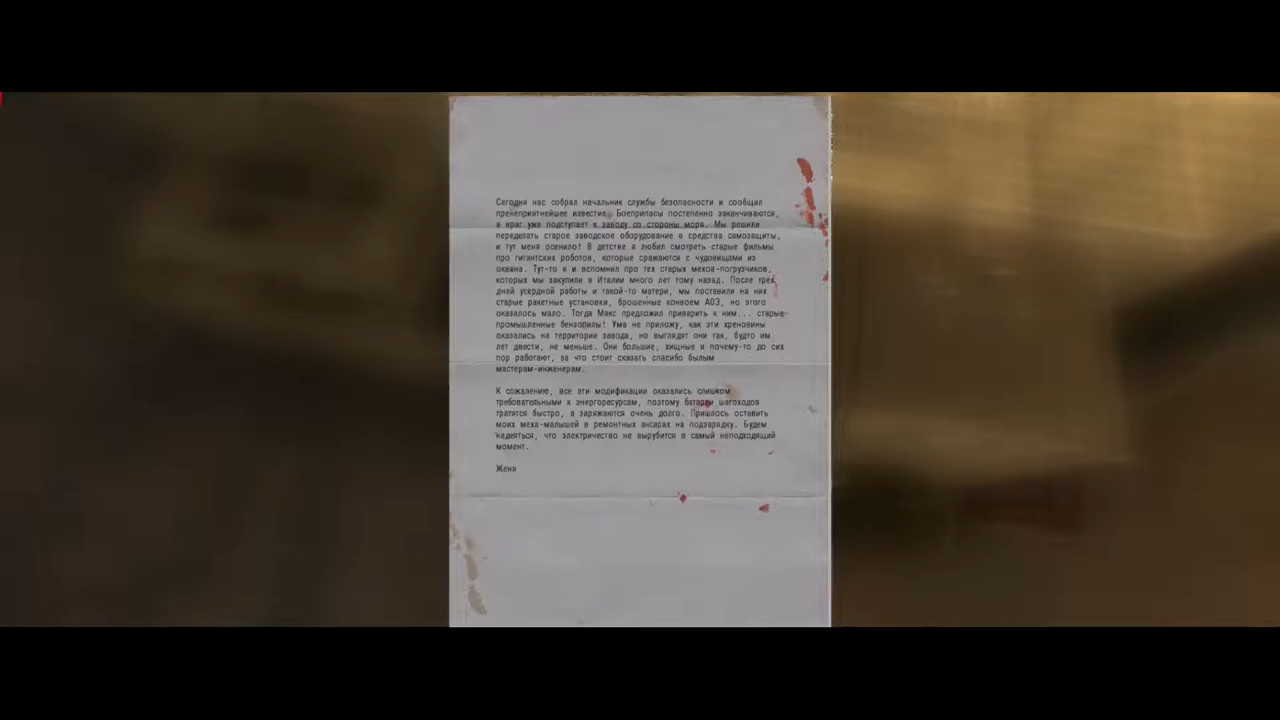 Сегодня нас собрал начальник службы безопасности и сообщил
пренеприятнейшее известие. Боеприпасы постепенно заканчиваются,
а враг уже подступает к заводу со стороны моря. Мы решили
переделать старое заводское оборудование в средства самозащиты,
и тут меня осенило! В детстве я любил смотреть старые фильмы
про гигантских роботов, которые сражаются с чудовищами из
океана. Тут-то я и вспомнил про тех старых мехов-погрузчиков,
которых мы закупили в Италии много лет тому назад. После трёх
дней усердной работы и такой-то матери, мы поставили на них
старые ракетные установки, брошенные конвоем АОЗ, но этого
оказалось мало. Тогда Макс предложил приварить к ним... старые
промышленные бензопилы! Ума не приложу, как эти хреновины
оказались на территории завода, но выглядят они так, будто им
лет двести, не меньше. Они большие, хищные и почему-то до сих
пор работают, за что стоит сказать спасибо былым
мастерам-инженерам.
К сожалению, все эти модификации оказались слишком
требовательными к энергоресурсам, поэтому батареи шагоходов
тратятся быстро, а заряжаются очень долго. Пришлось оставить
моих меха-малышей в ремонтных ангарах на подзарядку. Будем
надеяться, что электричество не вырубится в самый неподходящий
момент.
Женя